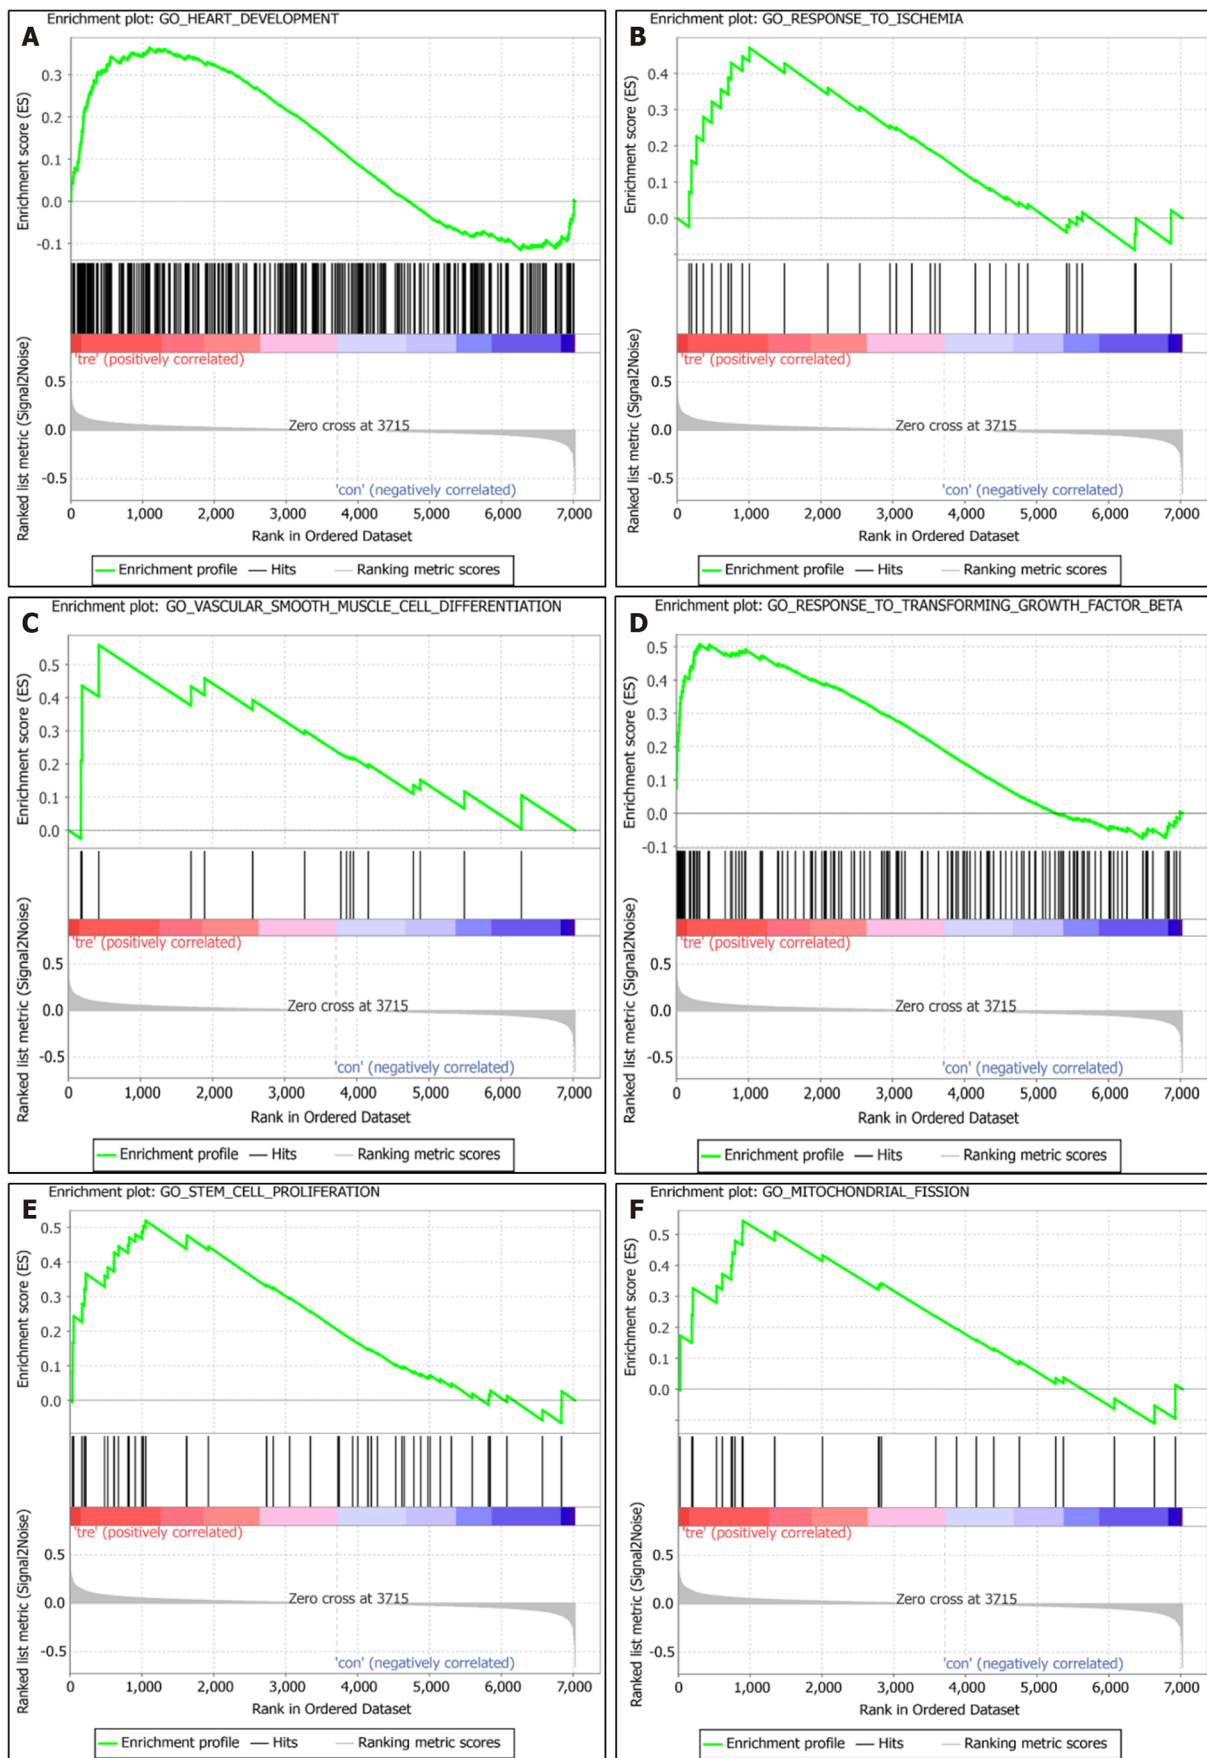 A
Enrichment plot: GO_HEART_DEVELOPMENT
Enrichment score (ES)
0.3
0.2
0.1
0.0
-0.1
'tre' (positively correlated)
Ranked list metric (Signal2Noise)
0.5
0.0
-0.5
Zero cross at 3715
'con' (negatively correlated)
0 1,000 2,000 3,000 4,000 5,000 6,000 7,000
Rank in Ordered Dataset
Enrichment profile Hits Ranking metric scores
B
Enrichment plot: GO_RESPONSE_TO_ISCHEMIA
Enrichment score (ES)
0.4
0.3
0.2
0.1
0.0
'tre' (positively correlated)
Ranked list metric (Signal2Noise)
0.5
0.0
-0.5
Zero cross at 3715
'con' (negatively correlated)
0 1,000 2,000 3,000 4,000 5,000 6,000 7,000
Rank in Ordered Dataset
Enrichment profile Hits Ranking metric scores
C
Enrichment plot: GO_VASCULAR_SMOOTH_MUSCLE_CELL_DIFFERENTIATION
Enrichment score (ES)
0.5
0.4
0.3
0.2
0.1
0.0
'tre' (positively correlated)
Ranked list metric (Signal2Noise)
0.5
0.0
-0.5
Zero cross at 3715
'con' (negatively correlated)
0 1,000 2,000 3,000 4,000 5,000 6,000 7,000
Rank in Ordered Dataset
Enrichment profile Hits Ranking metric scores
D
Enrichment plot: GO_RESPONSE_TO_TRANSFORMING_GROWTH_FACTOR_BETA
Enrichment score (ES)
0.5
0.4
0.3
0.2
0.1
0.0
-0.1
'tre' (positively correlated)
Ranked list metric (Signal2Noise)
0.5
0.0
-0.5
Zero cross at 3715
'con' (negatively correlated)
0 1,000 2,000 3,000 4,000 5,000 6,000 7,000
Rank in Ordered Dataset
Enrichment profile Hits Ranking metric scores
E
Enrichment plot: GO_STEM_CELL_PROLIFERATION
Enrichment score (ES)
0.5
0.4
0.3
0.2
0.1
0.0
'tre' (positively correlated)
Ranked list metric (Signal2Noise)
0.5
0.0
-0.5
Zero cross at 3715
'con' (negatively correlated)
0 1,000 2,000 3,000 4,000 5,000 6,000 7,000
Rank in Ordered Dataset
Enrichment profile Hits Ranking metric scores
F
Enrichment plot: GO_MITOCHONDRIAL_FISSION
Enrichment score (ES)
0.5
0.4
0.3
0.2
0.1
0.0
'tre' (positively correlated)
Ranked list metric (Signal2Noise)
0.5
0.0
-0.5
Zero cross at 3715
'con' (negatively correlated)
0 1,000 2,000 3,000 4,000 5,000 6,000 7,000
Rank in Ordered Dataset
Enrichment profile Hits Ranking metric scores